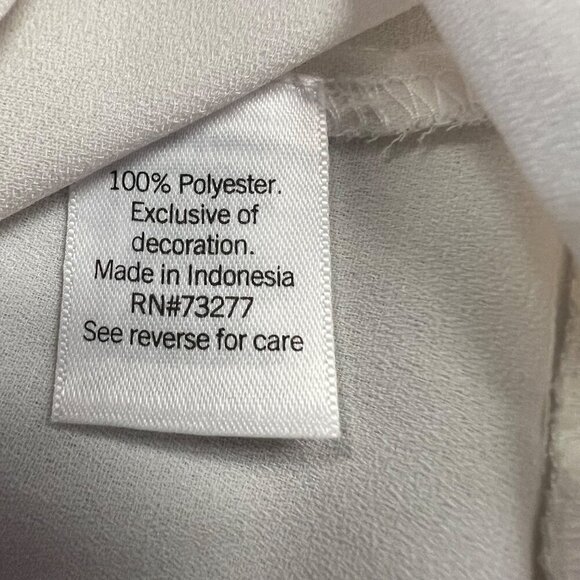 100% Polyester.
Exclusive of
decoration.
Made in Indonesia
RN#73277
See reverse for care